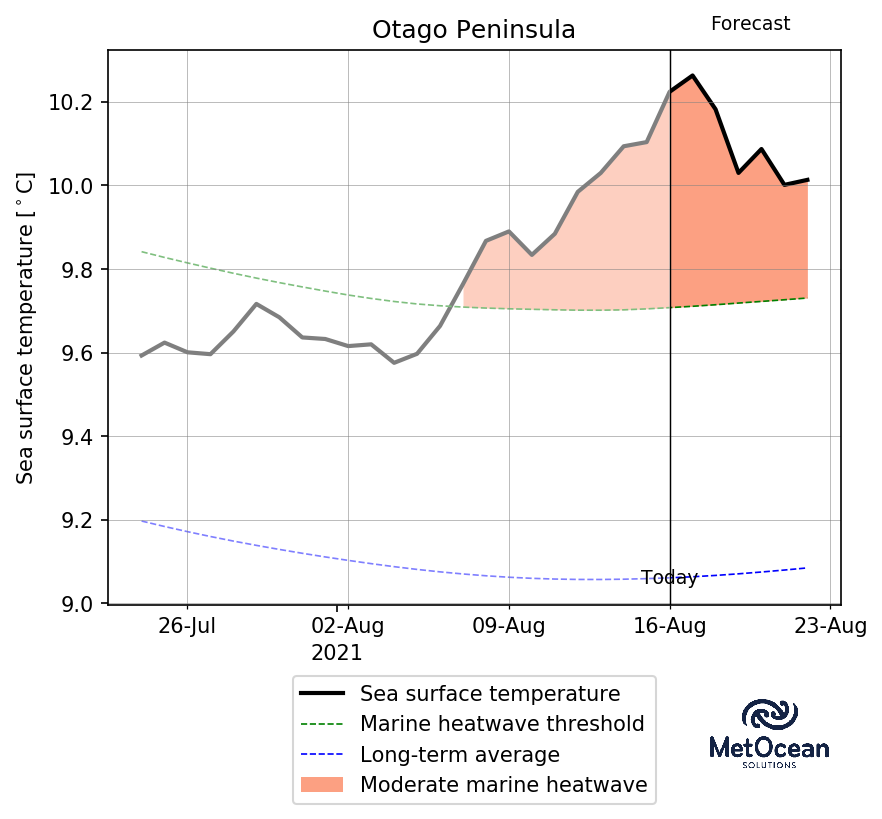 Otago Peninsula
Forecast
Sea surface temperature [°C]
10.2
10.0
9.8
9.6
9.4
9.2
9.0
Today
26-Jul 02-Aug 09-Aug 16-Aug 23-Aug
2021
Sea surface temperature
Marine heatwave threshold
Long-term average
Moderate marine heatwave
MetOcean
SOLUTIONS